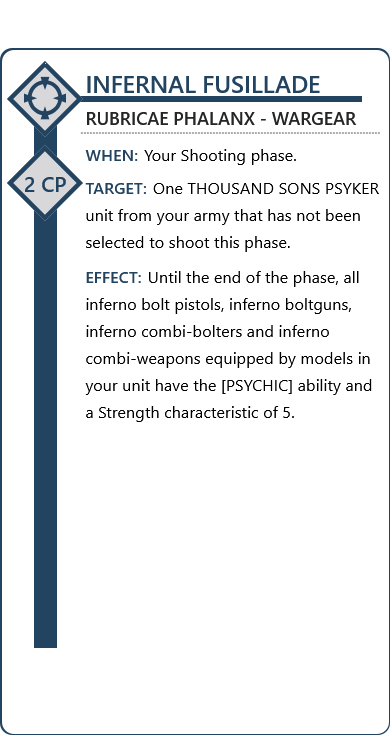 INFERNAL FUSILLADE
RUBRICAE PHALANX - WARGEAR
2 CP
WHEN: Your Shooting phase.
TARGET: One THOUSAND SONS PSYKER
unit from your army that has not been
selected to shoot this phase.
EFFECT: Until the end of the phase, all
inferno bolt pistols, inferno boltguns,
inferno combi-bolters and inferno
combi-weapons equipped by models in
your unit have the [PSYCHIC] ability and
a Strength characteristic of 5.